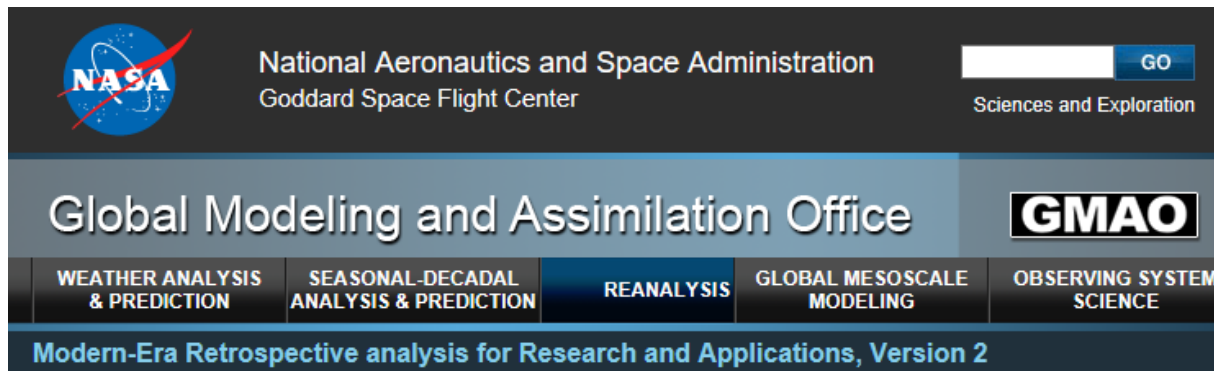 NASA
National Aeronautics and Space Administration
Goddard Space Flight Center
GO
Sciences and Exploration
Global Modeling and Assimilation Office
GMAO
WEATHER ANALYSIS
& PREDICTION
SEASONAL-DECADAL
ANALYSIS & PREDICTION
REANALYSIS
GLOBAL MESOSCALE
MODELING
OBSERVING SYSTEM
SCIENCE
Modern-Era Retrospective analysis for Research and Applications, Version 2